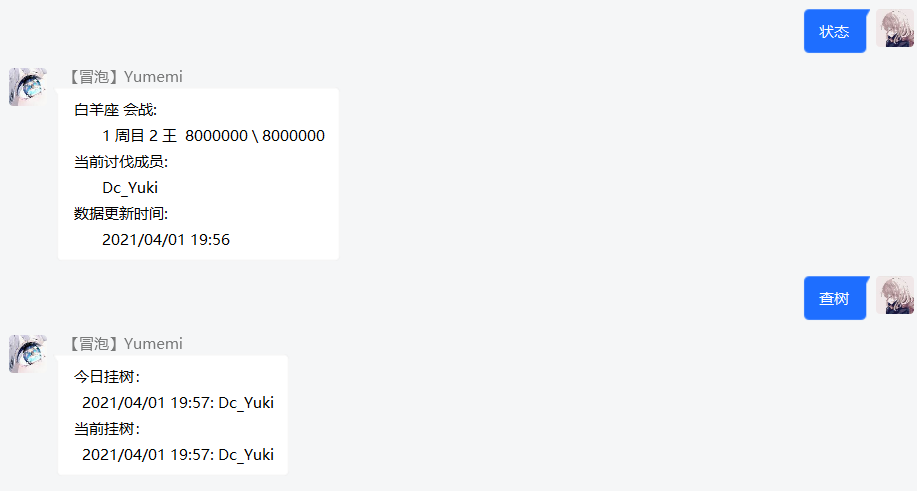 状态
【冒泡】Yumemi
白羊座 会战:
1 周目 2 王 8000000 \ 8000000
当前讨伐成员:
Dc_Yuki
数据更新时间:
2021/04/01 19:56
查树
【冒泡】Yumemi
今日挂树：
2021/04/01 19:57: Dc_Yuki
当前挂树：
2021/04/01 19:57: Dc_Yuki